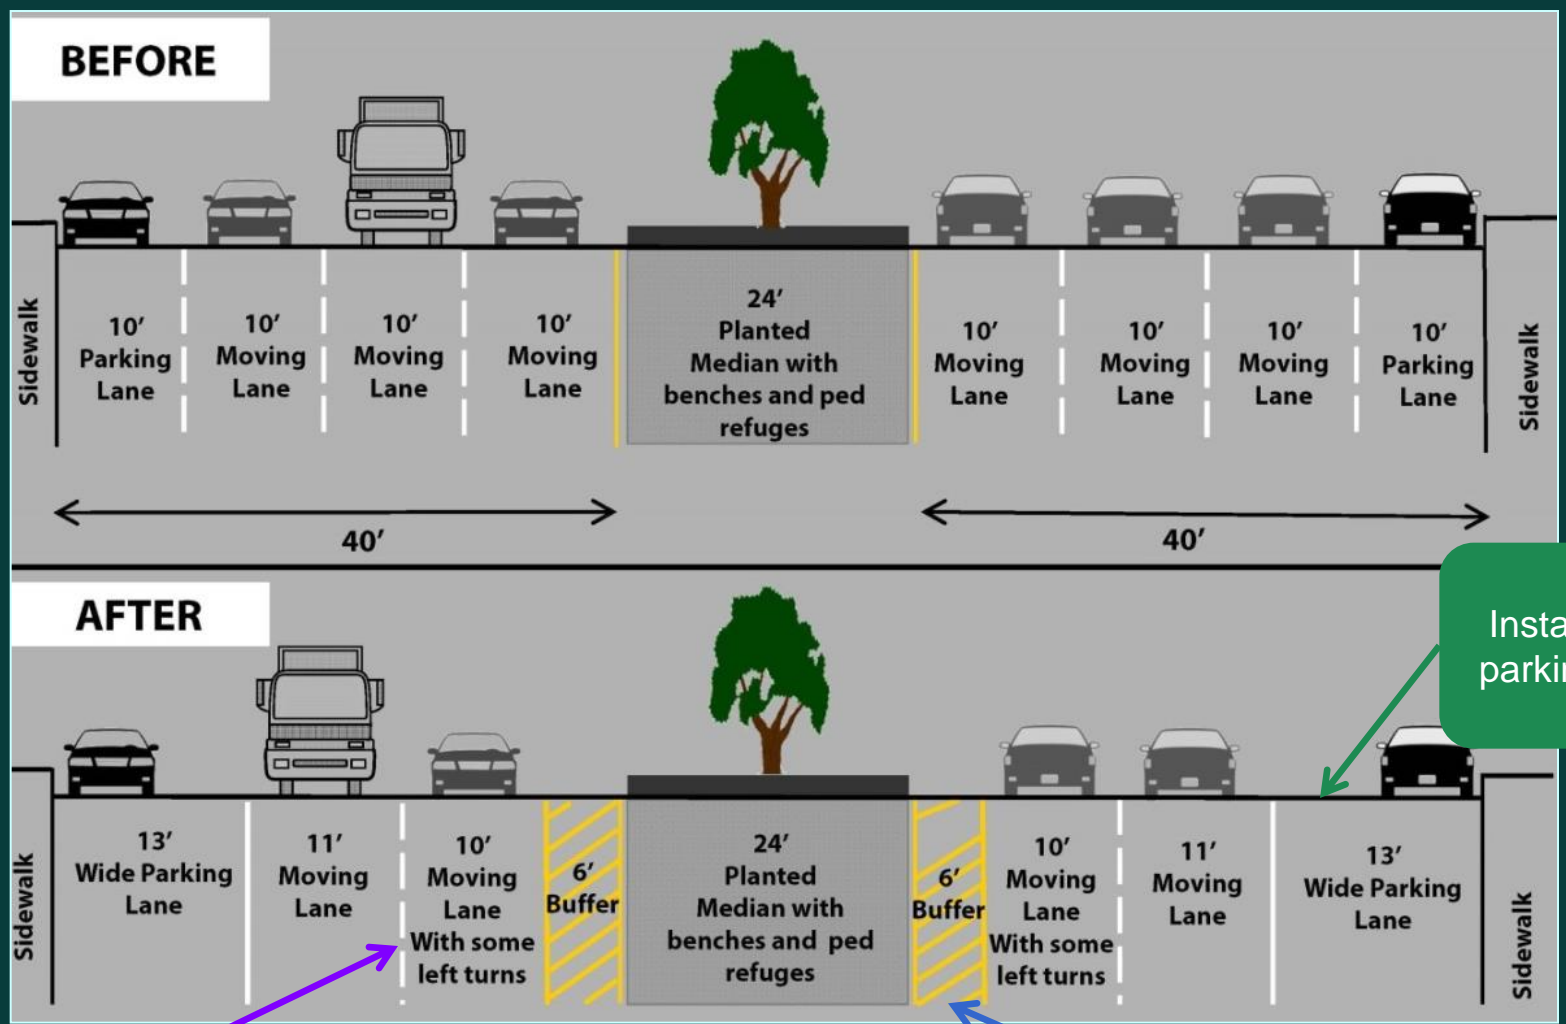 BEFORE
Sidewalk
10'
Parking
Lane
10'
Moving
Lane
10'
Moving
Lane
10'
Moving
Lane
24'
Planted
Median with
benches and ped
refuges
10'
Moving
Lane
10'
Moving
Lane
10'
Moving
Lane
10'
Parking
Lane
Sidewalk
40'
40'
AFTER
parkin
Sidewalk
13'
Wide Parking
Lane
11'
Moving
Lane
10'
Moving
Lane
With some
left turns
6'
Buffer
24'
Planted
Median with
benches and ped
refuges
6'
Buffer
10'
Moving
Lane
With some
left turns
11'
Moving
Lane
13'
Wide Parking
Lane
Sidewalk